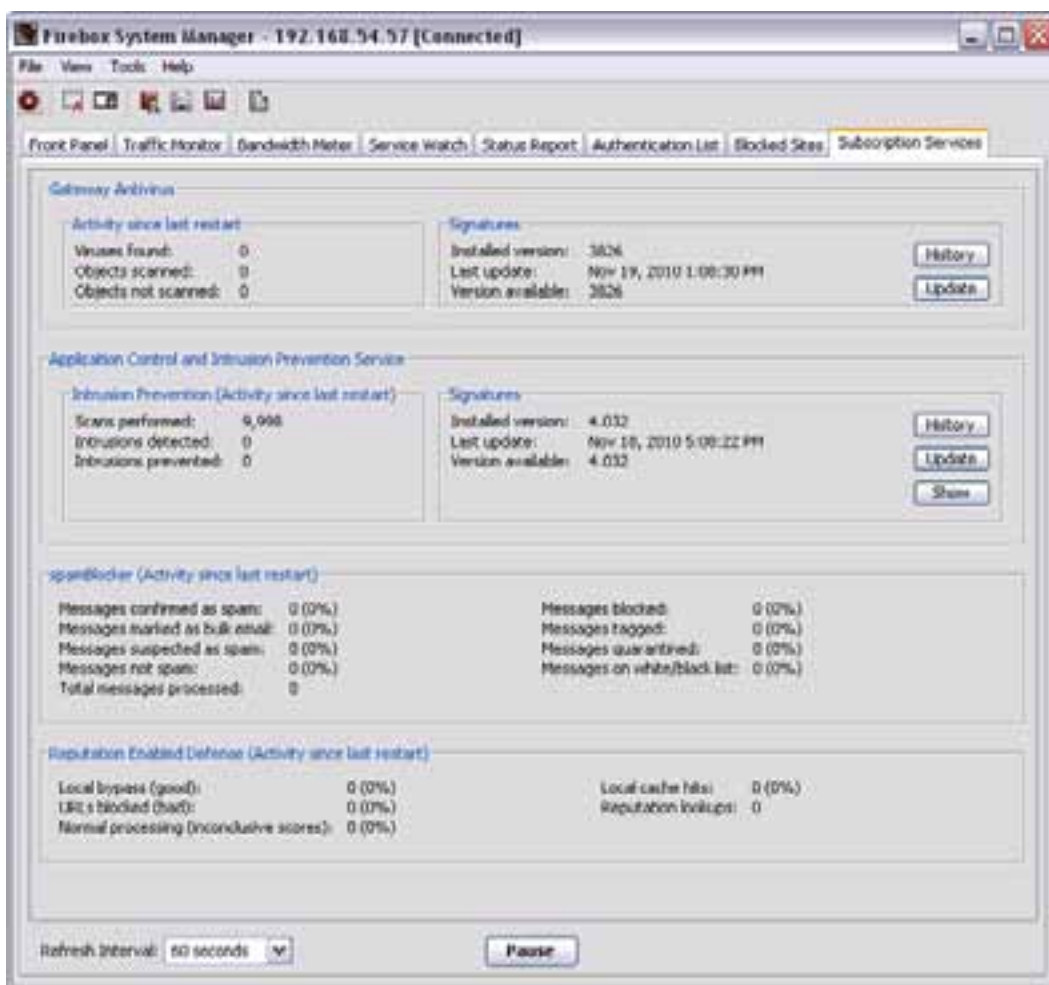 Firebox System Manager - 192.168.54.57 [Connected]
File View Tools Help
Front Panel Traffic Monitor Bandwidth Meter Service Watch Status Report Authentication List Blocked Sites Subscription Services
Gateway Antivirus
Activity since last restart
Viruses found: 0
Objects scanned: 0
Objects not scanned: 0
Signatures
Installed version: 3826
Last update: Nov 19, 2010 1:08:30 PM
Version available: 3826
History
Update
Application Control and Intrusion Prevention Service
Intrusion Prevention (Activity since last restart)
Scans performed: 9,998
Intrusions detected: 0
Intrusions prevented: 0
Signatures
Installed version: 4.032
Last update: Nov 18, 2010 5:08:22 PM
Version available: 4.032
History
Update
Show
spamBlocker (Activity since last restart)
Messages confirmed as spam: 0 (0%)
Messages marked as bulk email: 0 (0%)
Messages suspected as spam: 0 (0%)
Messages not spam: 0 (0%)
Total messages processed: 0
Messages blocked: 0 (0%)
Messages tagged: 0 (0%)
Messages quarantined: 0 (0%)
Messages on white/black list: 0 (0%)
Reputation Enabled Defense (Activity since last restart)
Local bypass (good): 0 (0%)
URLs blocked (bad): 0 (0%)
Normal processing (inconclusive scores): 0 (0%)
Local cache hits: 0 (0%)
Reputation lookups: 0
Refresh Interval: 60 seconds
Pause